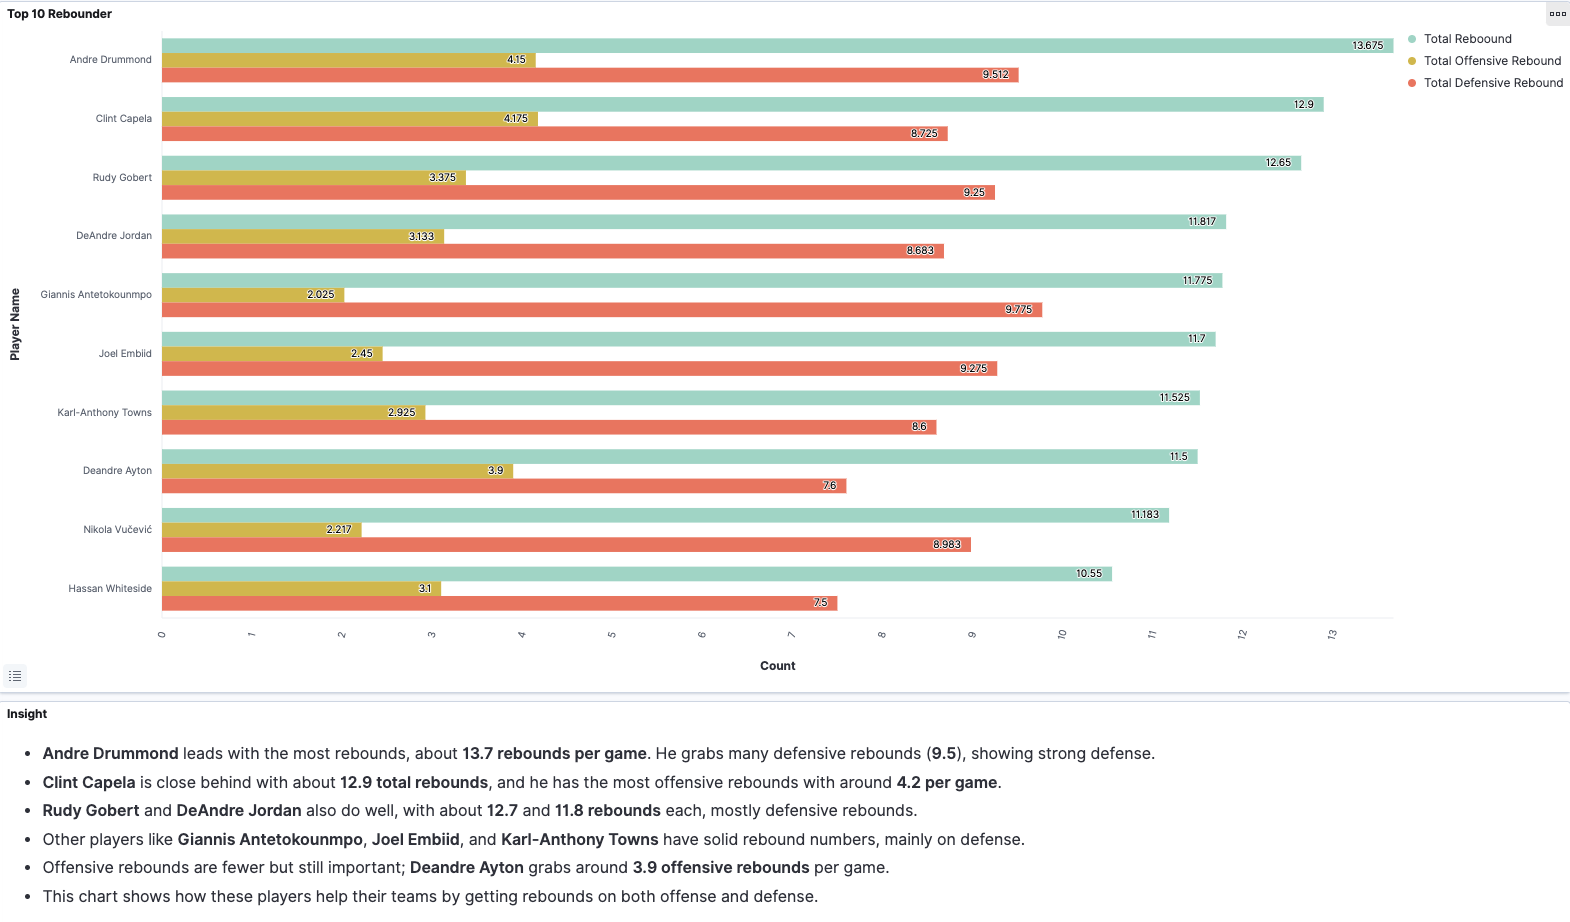 Top 10 Rebounder
Total Reboound
Total Offensive Rebound
Total Defensive Rebound
Andre Drummond
13.675
4.15
9.512
Clint Capela
12.9
4.175
8.725
Rudy Gobert
12.65
3.375
9.25
DeAndre Jordan
11.817
3.133
8.683
Giannis Antetokounmpo
11.775
2.025
9.775
Joel Embiid
11.7
2.45
9.275
Karl-Anthony Towns
11.525
2.925
8.6
Deandre Ayton
11.5
3.9
7.6
Nikola Vučević
11.183
2.217
8.983
Hassan Whiteside
10.55
3.1
7.5
Player Name
0 1 2 3 4 5 6 7 8 9 10 11 12 13
Count
Insight
• Andre Drummond leads with the most rebounds, about 13.7 rebounds per game. He grabs many defensive rebounds (9.5), showing strong defense.
• Clint Capela is close behind with about 12.9 total rebounds, and he has the most offensive rebounds with around 4.2 per game.
• Rudy Gobert and DeAndre Jordan also do well, with about 12.7 and 11.8 rebounds each, mostly defensive rebounds.
• Other players like Giannis Antetokounmpo, Joel Embiid, and Karl-Anthony Towns have solid rebound numbers, mainly on defense.
• Offensive rebounds are fewer but still important; Deandre Ayton grabs around 3.9 offensive rebounds per game.
• This chart shows how these players help their teams by getting rebounds on both offense and defense.